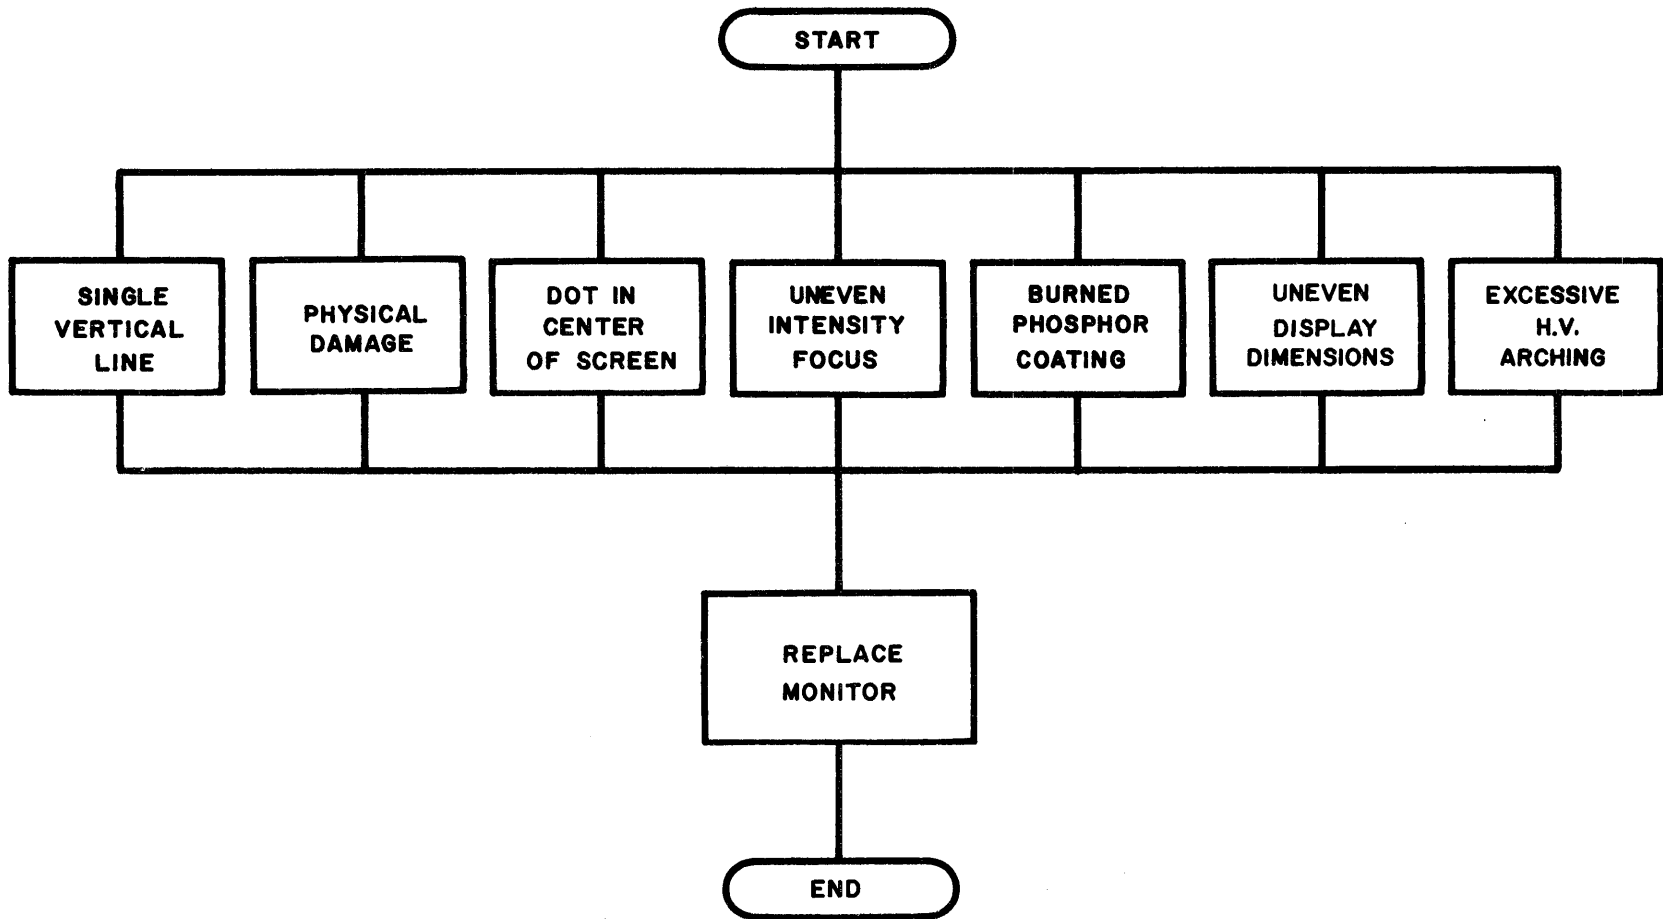 START
SINGLE
VERTICAL
LINE
PHYSICAL
DAMAGE
DOT IN
CENTER
OF SCREEN
UNEVEN
INTENSITY
FOCUS
BURNED
PHOSPHOR
COATING
UNEVEN
DISPLAY
DIMENSIONS
EXCESSIVE
H.V.
ARCHING
REPLACE
MONITOR
END